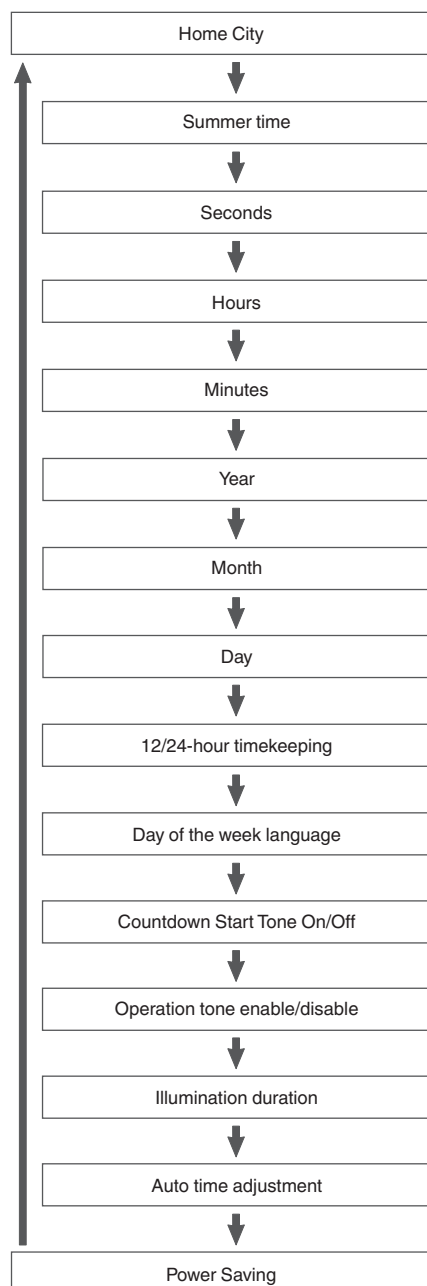 Home City
Summer time
Seconds
Hours
Minutes
Year
Month
Day
12/24-hour timekeeping
Day of the week language
Countdown Start Tone On/Off
Operation tone enable/disable
Illumination duration
Auto time adjustment
Power Saving